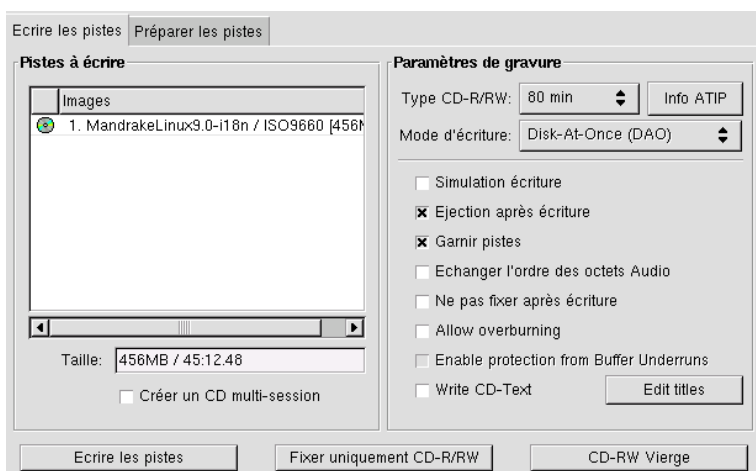 Ecrire les pistes
Préparer les pistes
Pistes à écrire
Images
1. MandrakeLinux9.0-i18n / ISO9660 [456
Taille: 456MB / 45:12.48
Créer un CD multi-session
Paramètres de gravure
Type CD-R/RW: 80 min Info ATIP
Mode d'écriture: Disk-At-Once (DAO)
Simulation écriture
Ejection après écriture
Garnir pistes
Echanger l'ordre des octets Audio
Ne pas fixer après écriture
Allow overburning
Enable protection from Buffer Underruns
Write CD-Text Edit titles
Ecrire les pistes
Fixer uniquement CD-R/RW
CD-RW Vierge